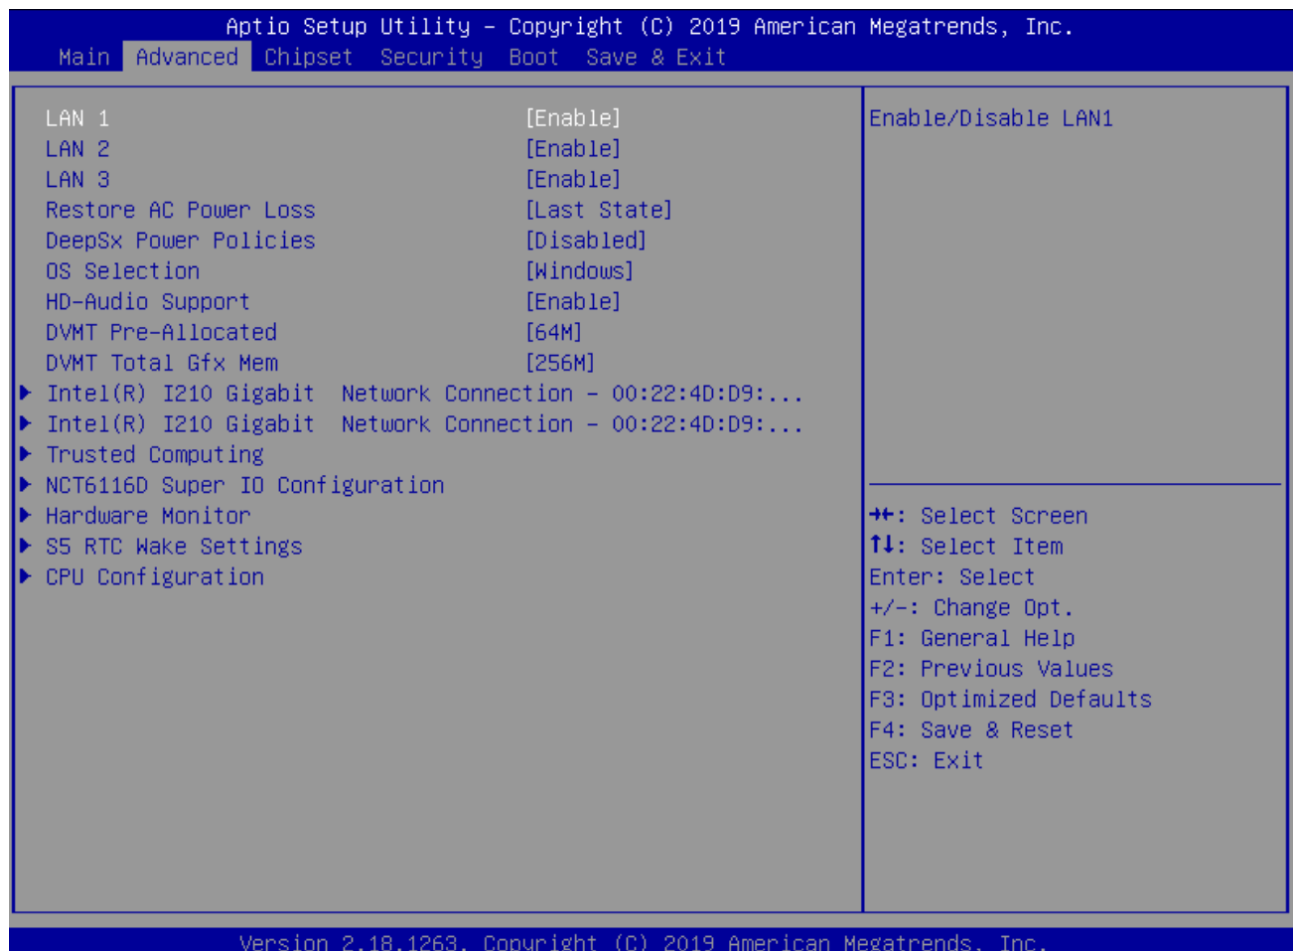 Aptio Setup Utility – Copyright (C) 2019 American Megatrends, Inc.
Main Advanced Chipset Security Boot Save & Exit
LAN 1 [Enable]
LAN 2 [Enable]
LAN 3 [Enable]
Restore AC Power Loss [Last State]
DeepSx Power Policies [Disabled]
OS Selection [Windows]
HD-Audio Support [Enable]
DVMT Pre-Allocated [64M]
DVMT Total Gfx Mem [256M]
▶ Intel(R) I210 Gigabit  Network Connection – 00:22:4D:D9:...
▶ Intel(R) I210 Gigabit  Network Connection – 00:22:4D:D9:...
▶ Trusted Computing
▶ NCT6116D Super IO Configuration
▶ Hardware Monitor
▶ S5 RTC Wake Settings
▶ CPU Configuration
Enable/Disable LAN1
→←: Select Screen
↑↓: Select Item
Enter: Select
+/-: Change Opt.
F1: General Help
F2: Previous Values
F3: Optimized Defaults
F4: Save & Reset
ESC: Exit
Version 2.18.1263. Copyright (C) 2019 American Megatrends, Inc.